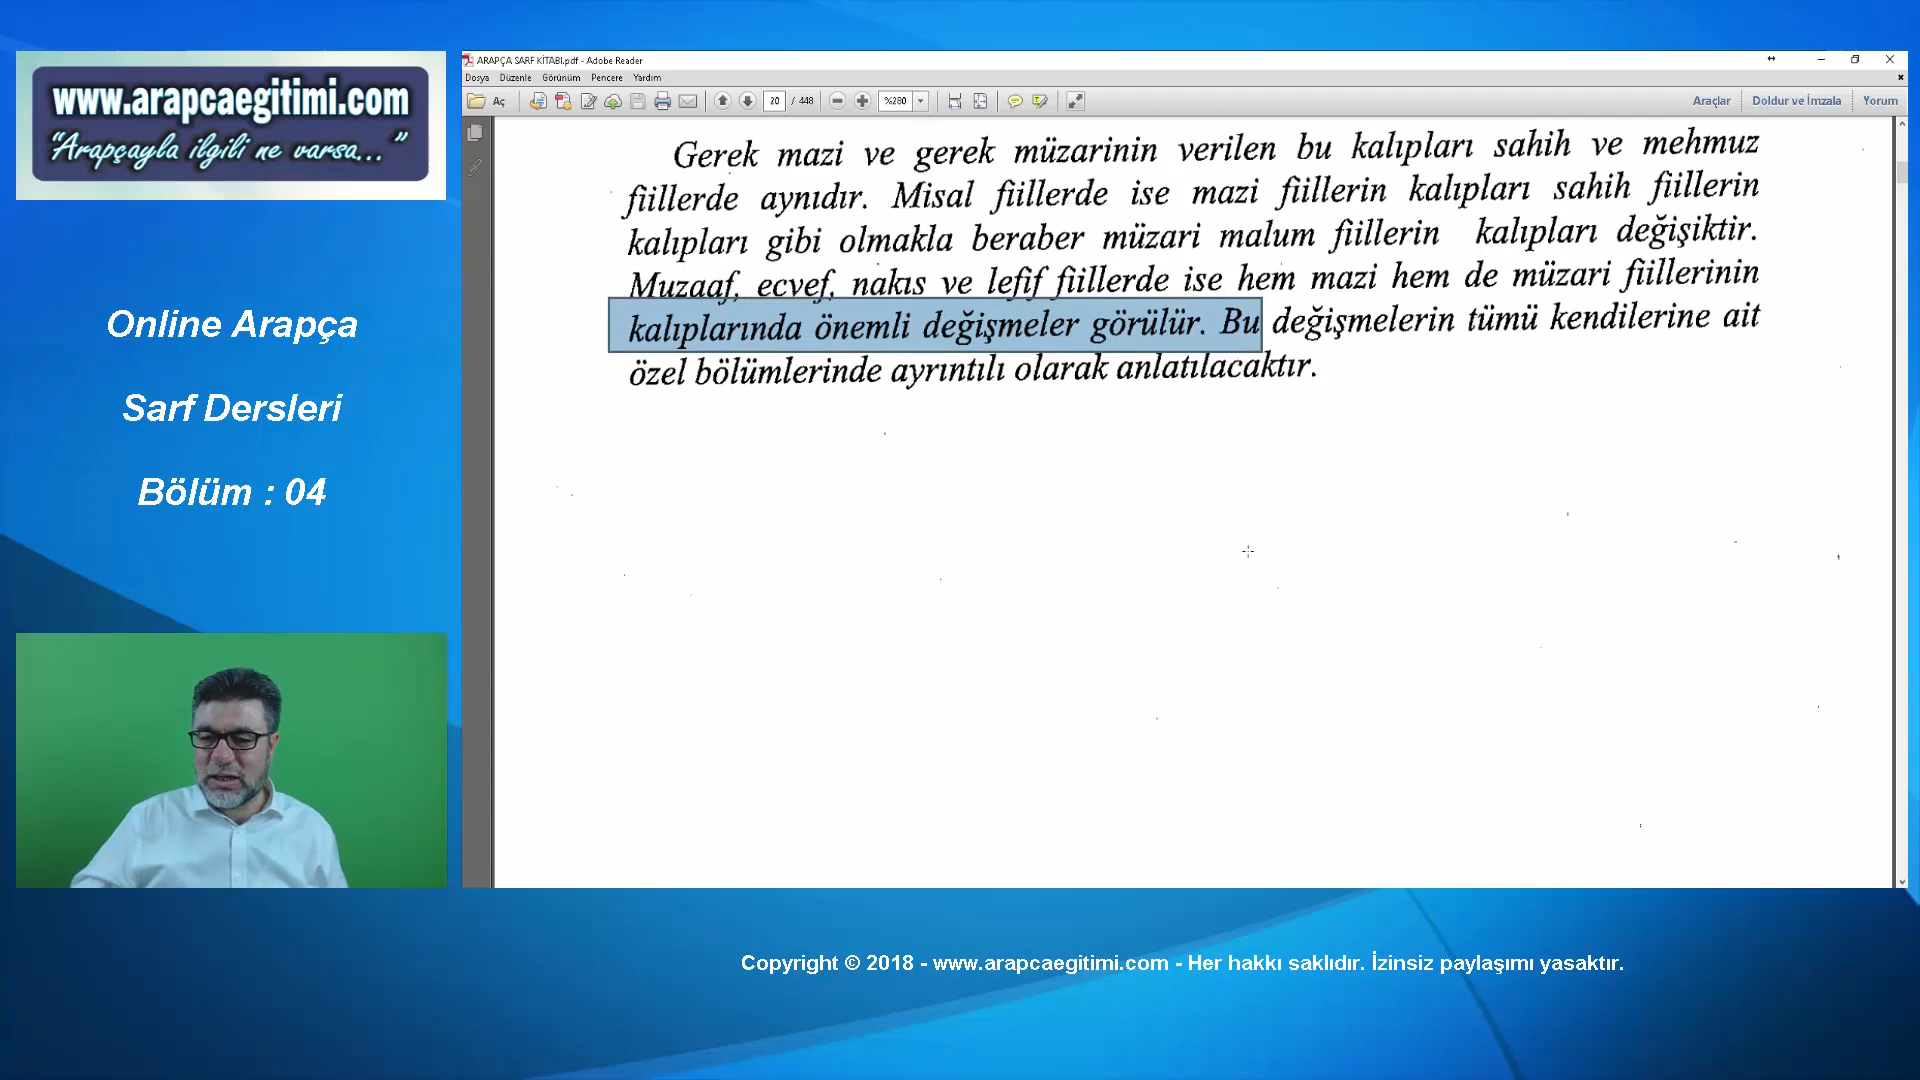 www.arapcaegitimi.com
“Arapçayla ilgili ne varsa...”
Online Arapça
Sarf Dersleri
Bölüm : 04
ARAPÇA SARF KİTABI.pdf - Adobe Reader
Dosya Düzenle Görünüm Pencere Yardım
Aç 20 / 448 %280 Araçlar Doldur ve İmzala Yorum
Gerek mazi ve gerek müzarinin verilen bu kalıpları sahih ve mehmuz
fiillerde aynıdır. Misal fiillerde ise mazi fiillerin kalıpları sahih fiillerin
kalıpları gibi olmakla beraber müzari malum fiillerin kalıpları değişiktir.
Muzaaf, ecvef, nakıs ve lefif fiillerde ise hem mazi hem de müzari fiillerinin
kalıplarında önemli değişmeler görülür. Bu değişmelerin tümü kendilerine ait
özel bölümlerinde ayrıntılı olarak anlatılacaktır.
Copyright © 2018 - www.arapcaegitimi.com - Her hakkı saklıdır. İzinsiz paylaşımı yasaktır.